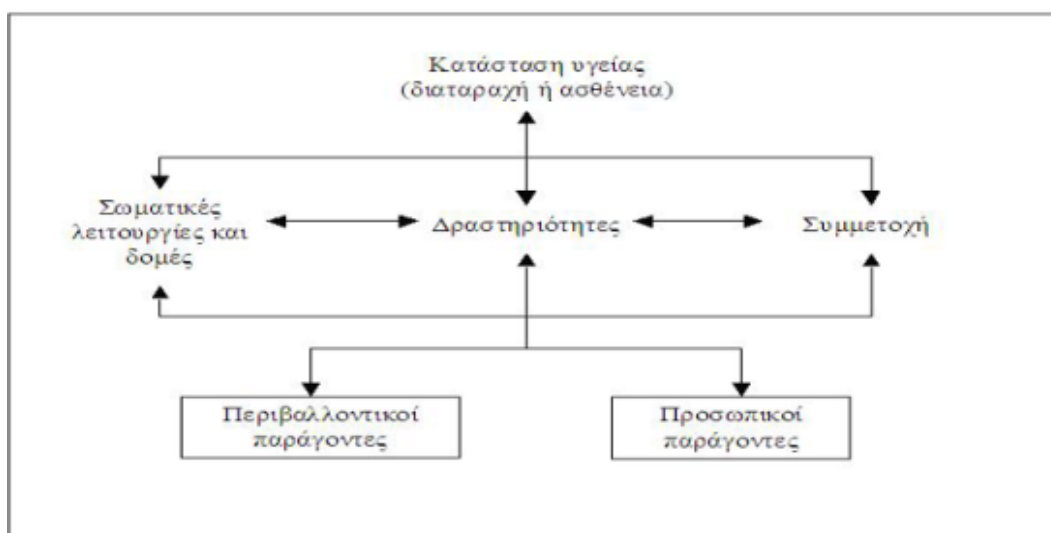 Κατάσταση υγείας
(διαταραχή ή ασθένεια)
Σωματικές
λειτουργίες και
δομές
Δραστηριότητες
Συμμετοχή
Περιβαλλοντικοί
παράγοντες
Προσωπικοί
παράγοντες